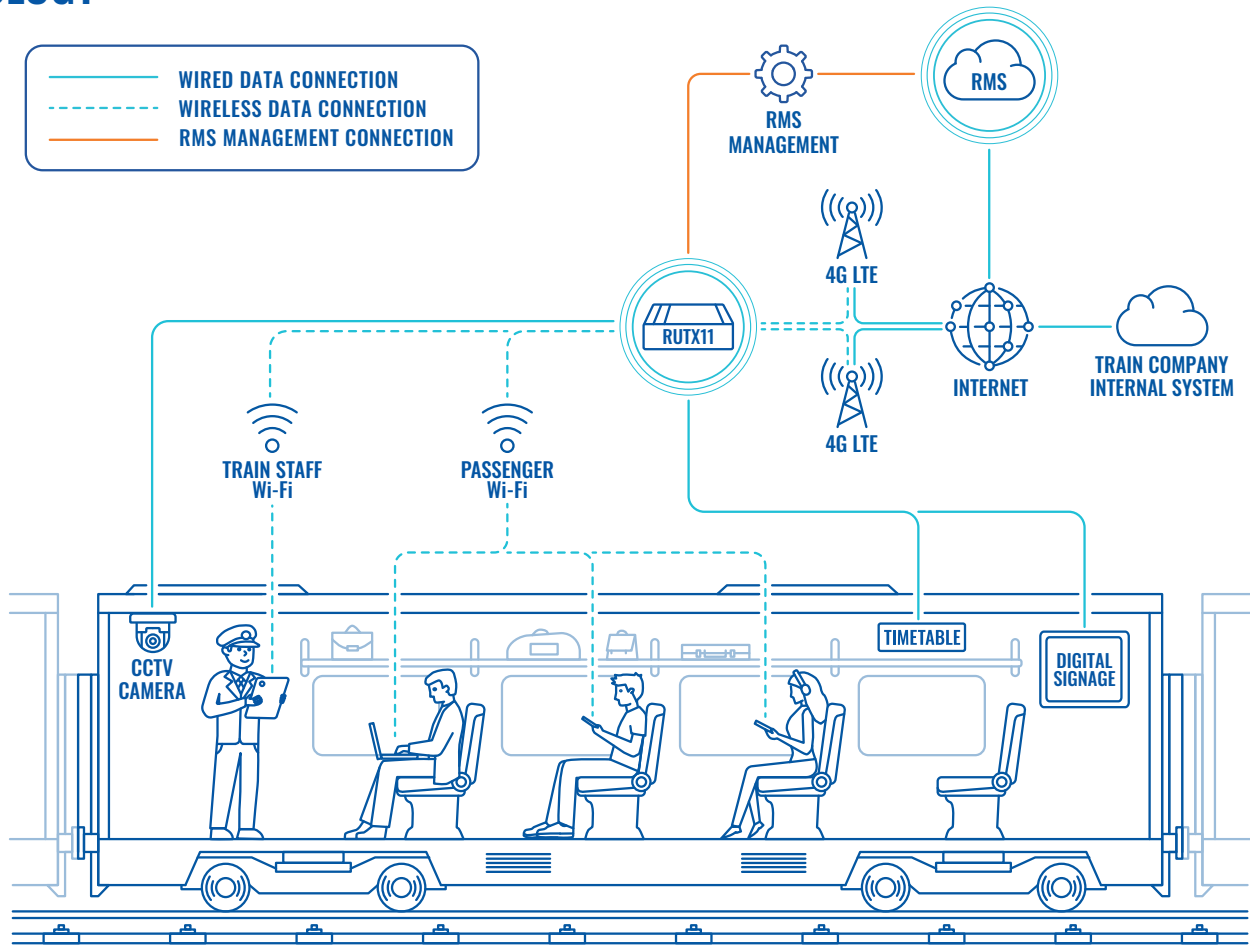 WIRED DATA CONNECTION
WIRELESS DATA CONNECTION
RMS MANAGEMENT CONNECTION
RMS
MANAGEMENT
RMS
4G LTE
RUTX11
INTERNET
TRAIN COMPANY
INTERNAL SYSTEM
4G LTE
TRAIN STAFF
Wi-Fi
PASSENGER
Wi-Fi
CCTV
CAMERA
TIMETABLE
DIGITAL
SIGNAGE